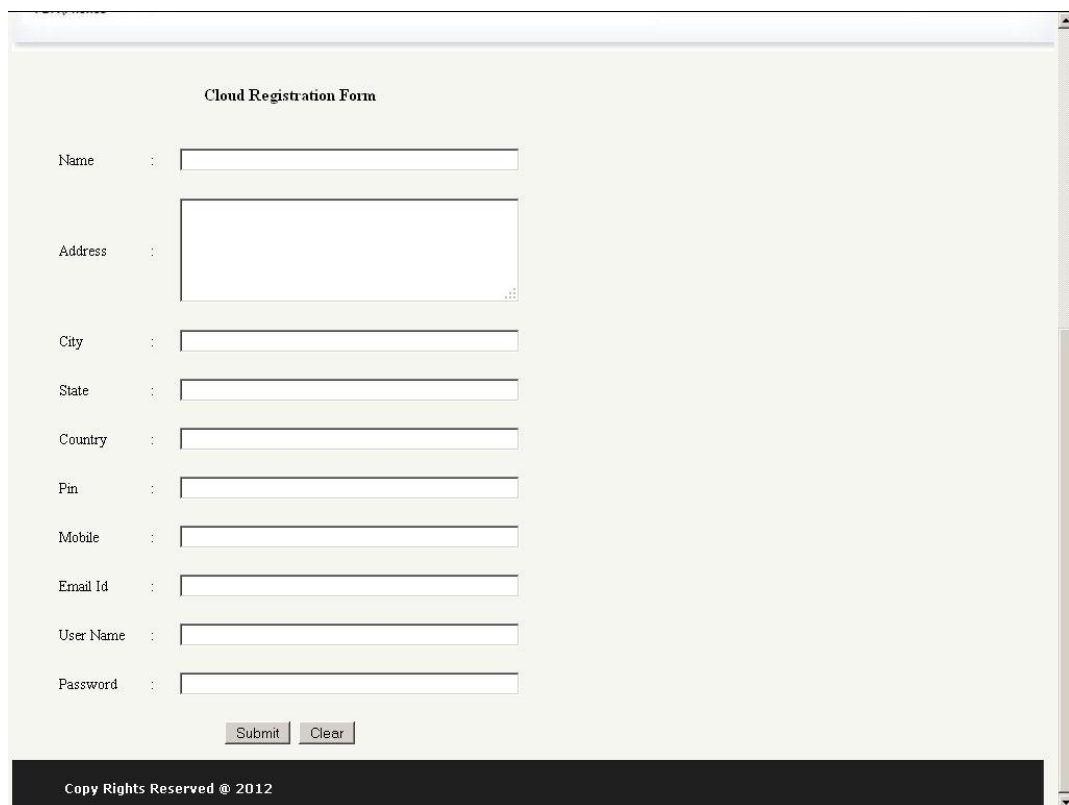 Cloud Registration Form
Name :
Address :
City :
State :
Country :
Pin :
Mobile :
Email Id :
User Name :
Password :
Submit Clear
Copy Rights Reserved @ 2012